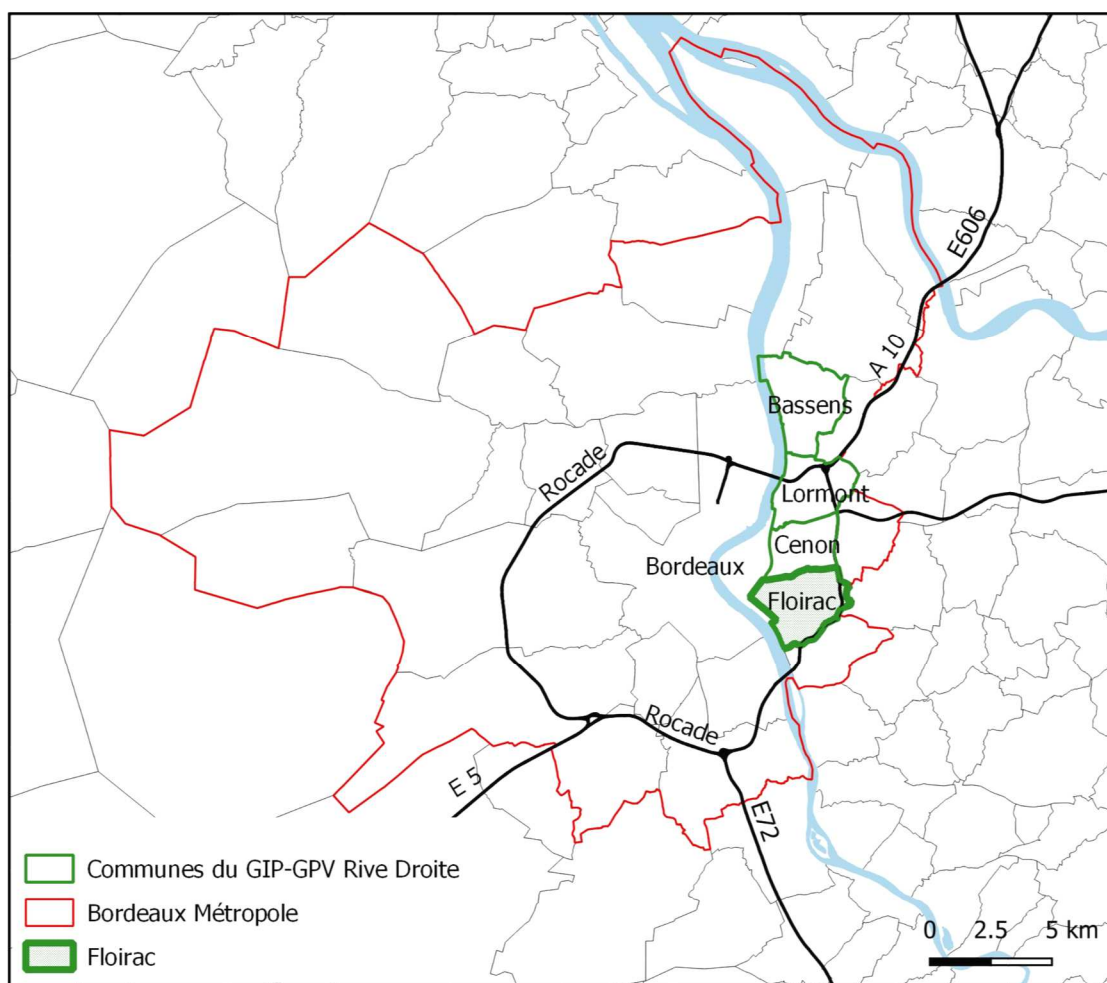 E606
A 10
Bassens
Rocade
Lormont
Cenon
Bordeaux
Floirac
Rocade
E 5
E72
Communes du GIP-GPV Rive Droite
Bordeaux Métropole
Floirac
0 2.5 5 km